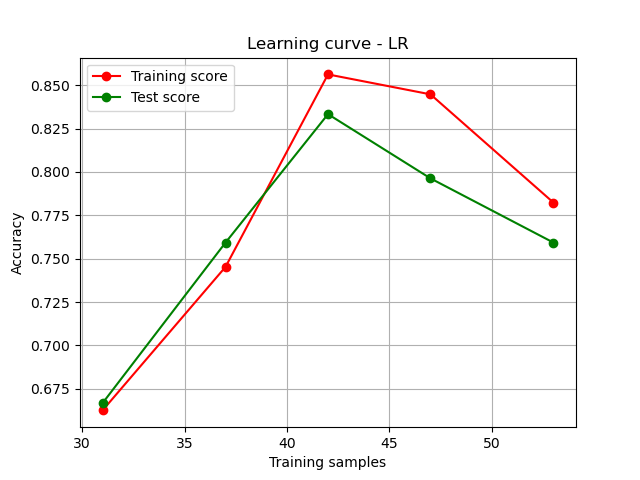 Learning curve - LR
Training score
Test score
0.850
0.825
0.800
0.775
0.750
0.725
0.700
0.675
Accuracy
30 35 40 45 50
Training samples